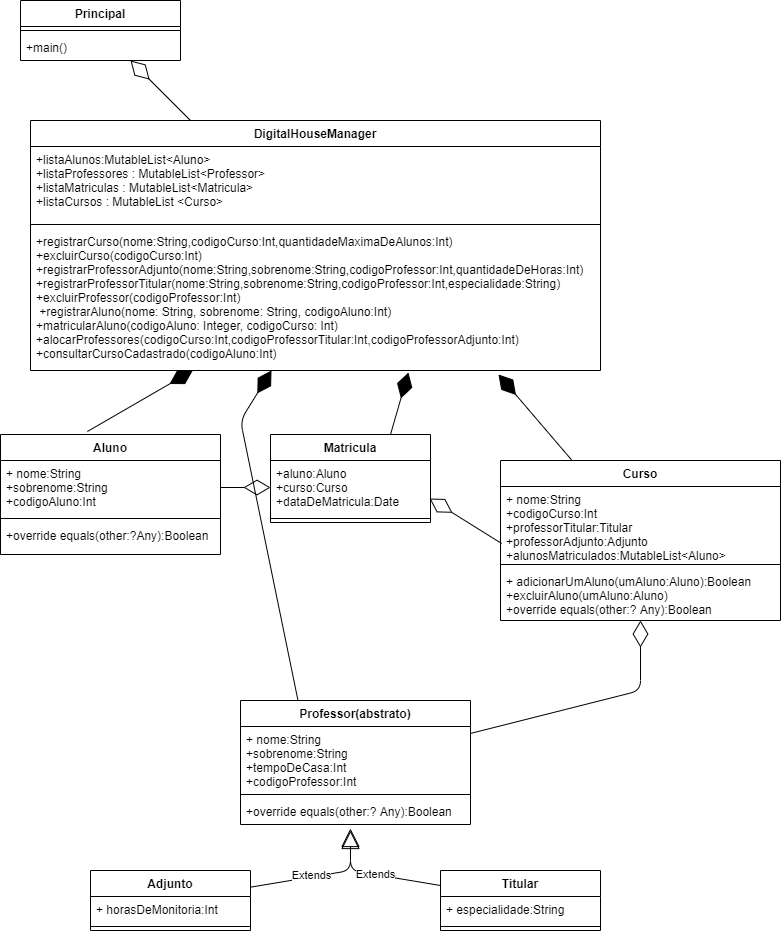 Principal
+main()
DigitalHouseManager
+listaAlunos:MutableList<Aluno>
+listaProfessores : MutableList<Professor>
+listaMatriculas : MutableList<Matricula>
+listaCursos : MutableList <Curso>
+registrarCurso(nome:String,codigoCurso:Int,quantidadeMaximaDeAlunos:Int)
+excluirCurso(codigoCurso:Int)
+registrarProfessorAdjunto(nome:String,sobrenome:String,codigoProfessor:Int,quantidadeDeHoras:Int)
+registrarProfessorTitular(nome:String,sobrenome:String,codigoProfessor:Int,especialidade:String)
+excluirProfessor(codigoProfessor:Int)
+registrarAluno(nome: String, sobrenome: String, codigoAluno:Int)
+matricularAluno(codigoAluno: Integer, codigoCurso: Int)
+alocarProfessores(codigoCurso:Int,codigoProfessorTitular:Int,codigoProfessorAdjunto:Int)
+consultarCursoCadastrado(codigoAluno:Int)
Aluno
+ nome:String
+sobrenome:String
+codigoAluno:Int
+override equals(other:?Any):Boolean
Matricula
+aluno:Aluno
+curso:Curso
+dataDeMatricula:Date
Curso
+ nome:String
+codigoCurso:Int
+professorTitular:Titular
+professorAdjunto:Adjunto
+alunosMatriculados:MutableList<Aluno>
+ adicionarUmAluno(umAluno:Aluno):Boolean
+excluirAluno(umAluno:Aluno)
+override equals(other:? Any):Boolean
Professor(abstrato)
+ nome:String
+sobrenome:String
+tempoDeCasa:Int
+codigoProfessor:Int
+override equals(other:? Any):Boolean
Extends
Extends
Adjunto
+ horasDeMonitoria:Int
Titular
+ especialidade:String